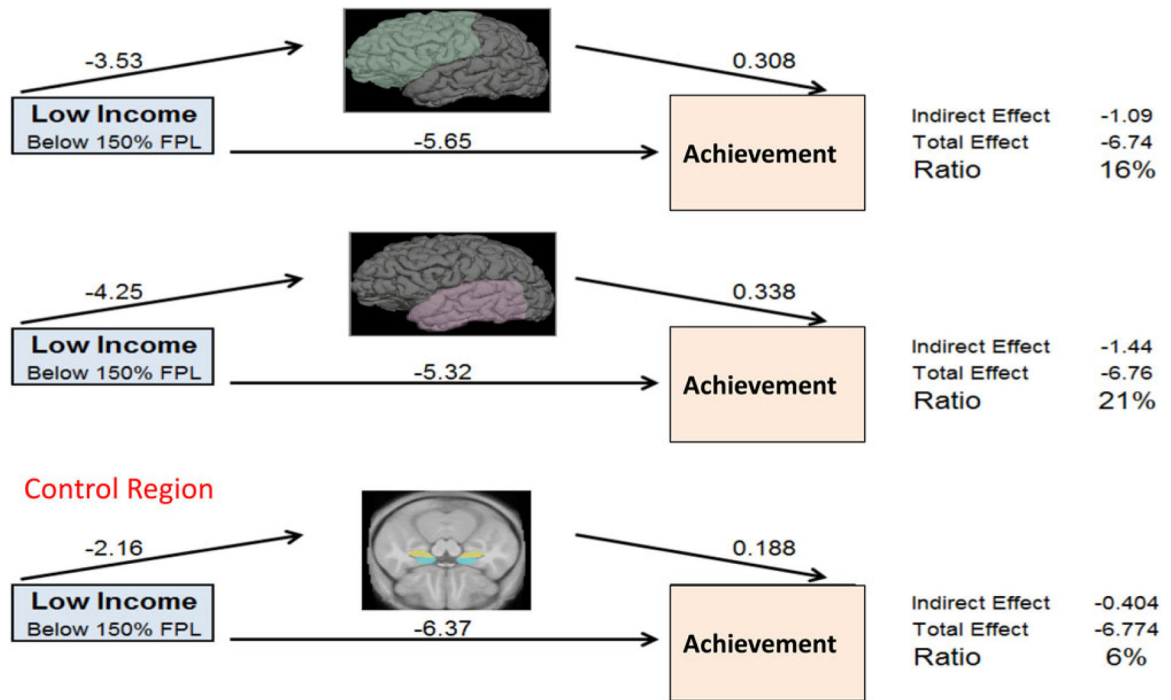 -3.53
0.308
Low Income
Below 150% FPL
-5.65
Achievement
Indirect Effect -1.09
Total Effect -6.74
Ratio 16%
-4.25
0.338
Low Income
Below 150% FPL
-5.32
Achievement
Indirect Effect -1.44
Total Effect -6.76
Ratio 21%
Control Region
-2.16
0.188
Low Income
Below 150% FPL
-6.37
Achievement
Indirect Effect -0.404
Total Effect -6.774
Ratio 6%